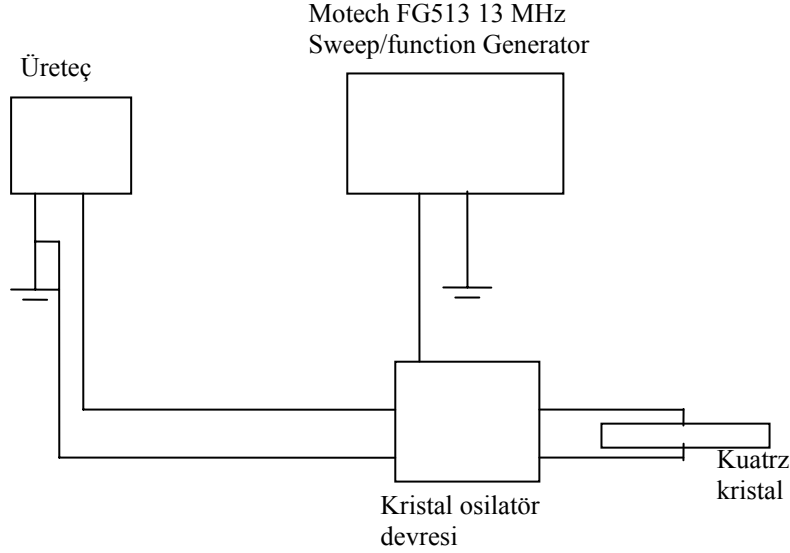 Motech FG513 13 MHz
Sweep/function Generator
Üreteç
Kuatrz
kristal
Kristal osilatör
devresi